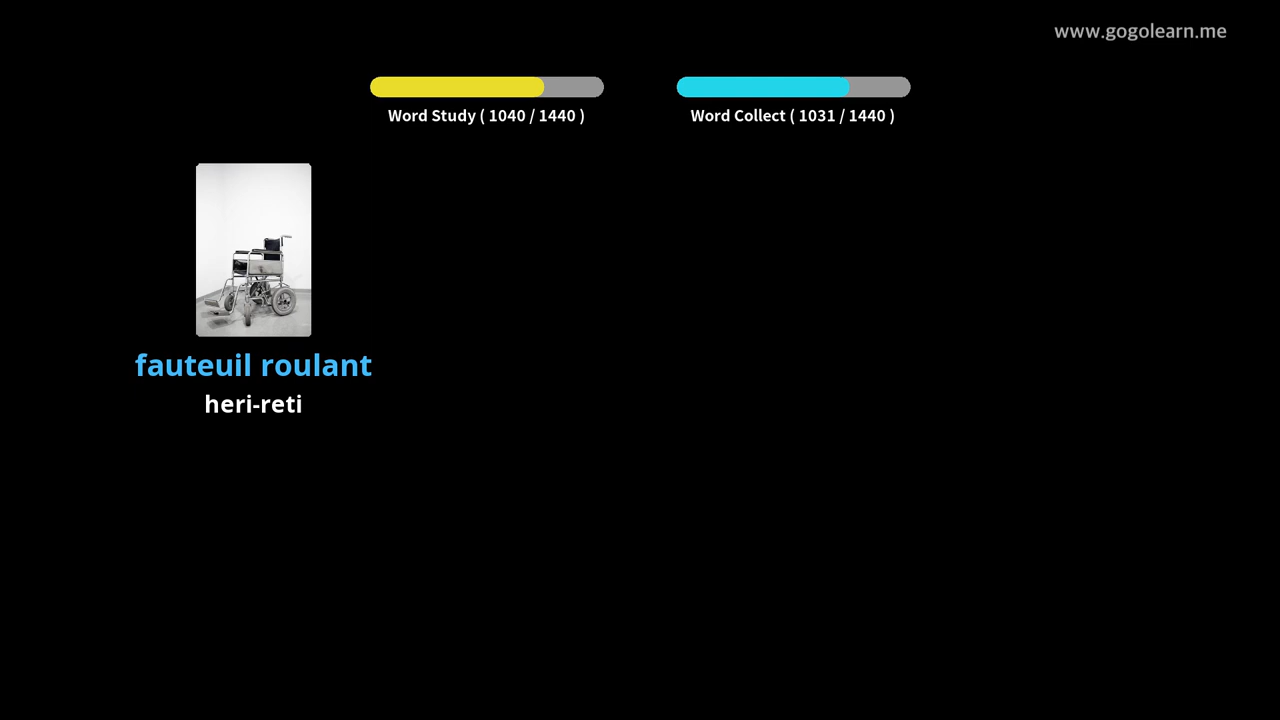 www.gogolearn.me
Word Study ( 1040 / 1440 )
Word Collect ( 1031 / 1440 )
fauteuil roulant
heri-reti